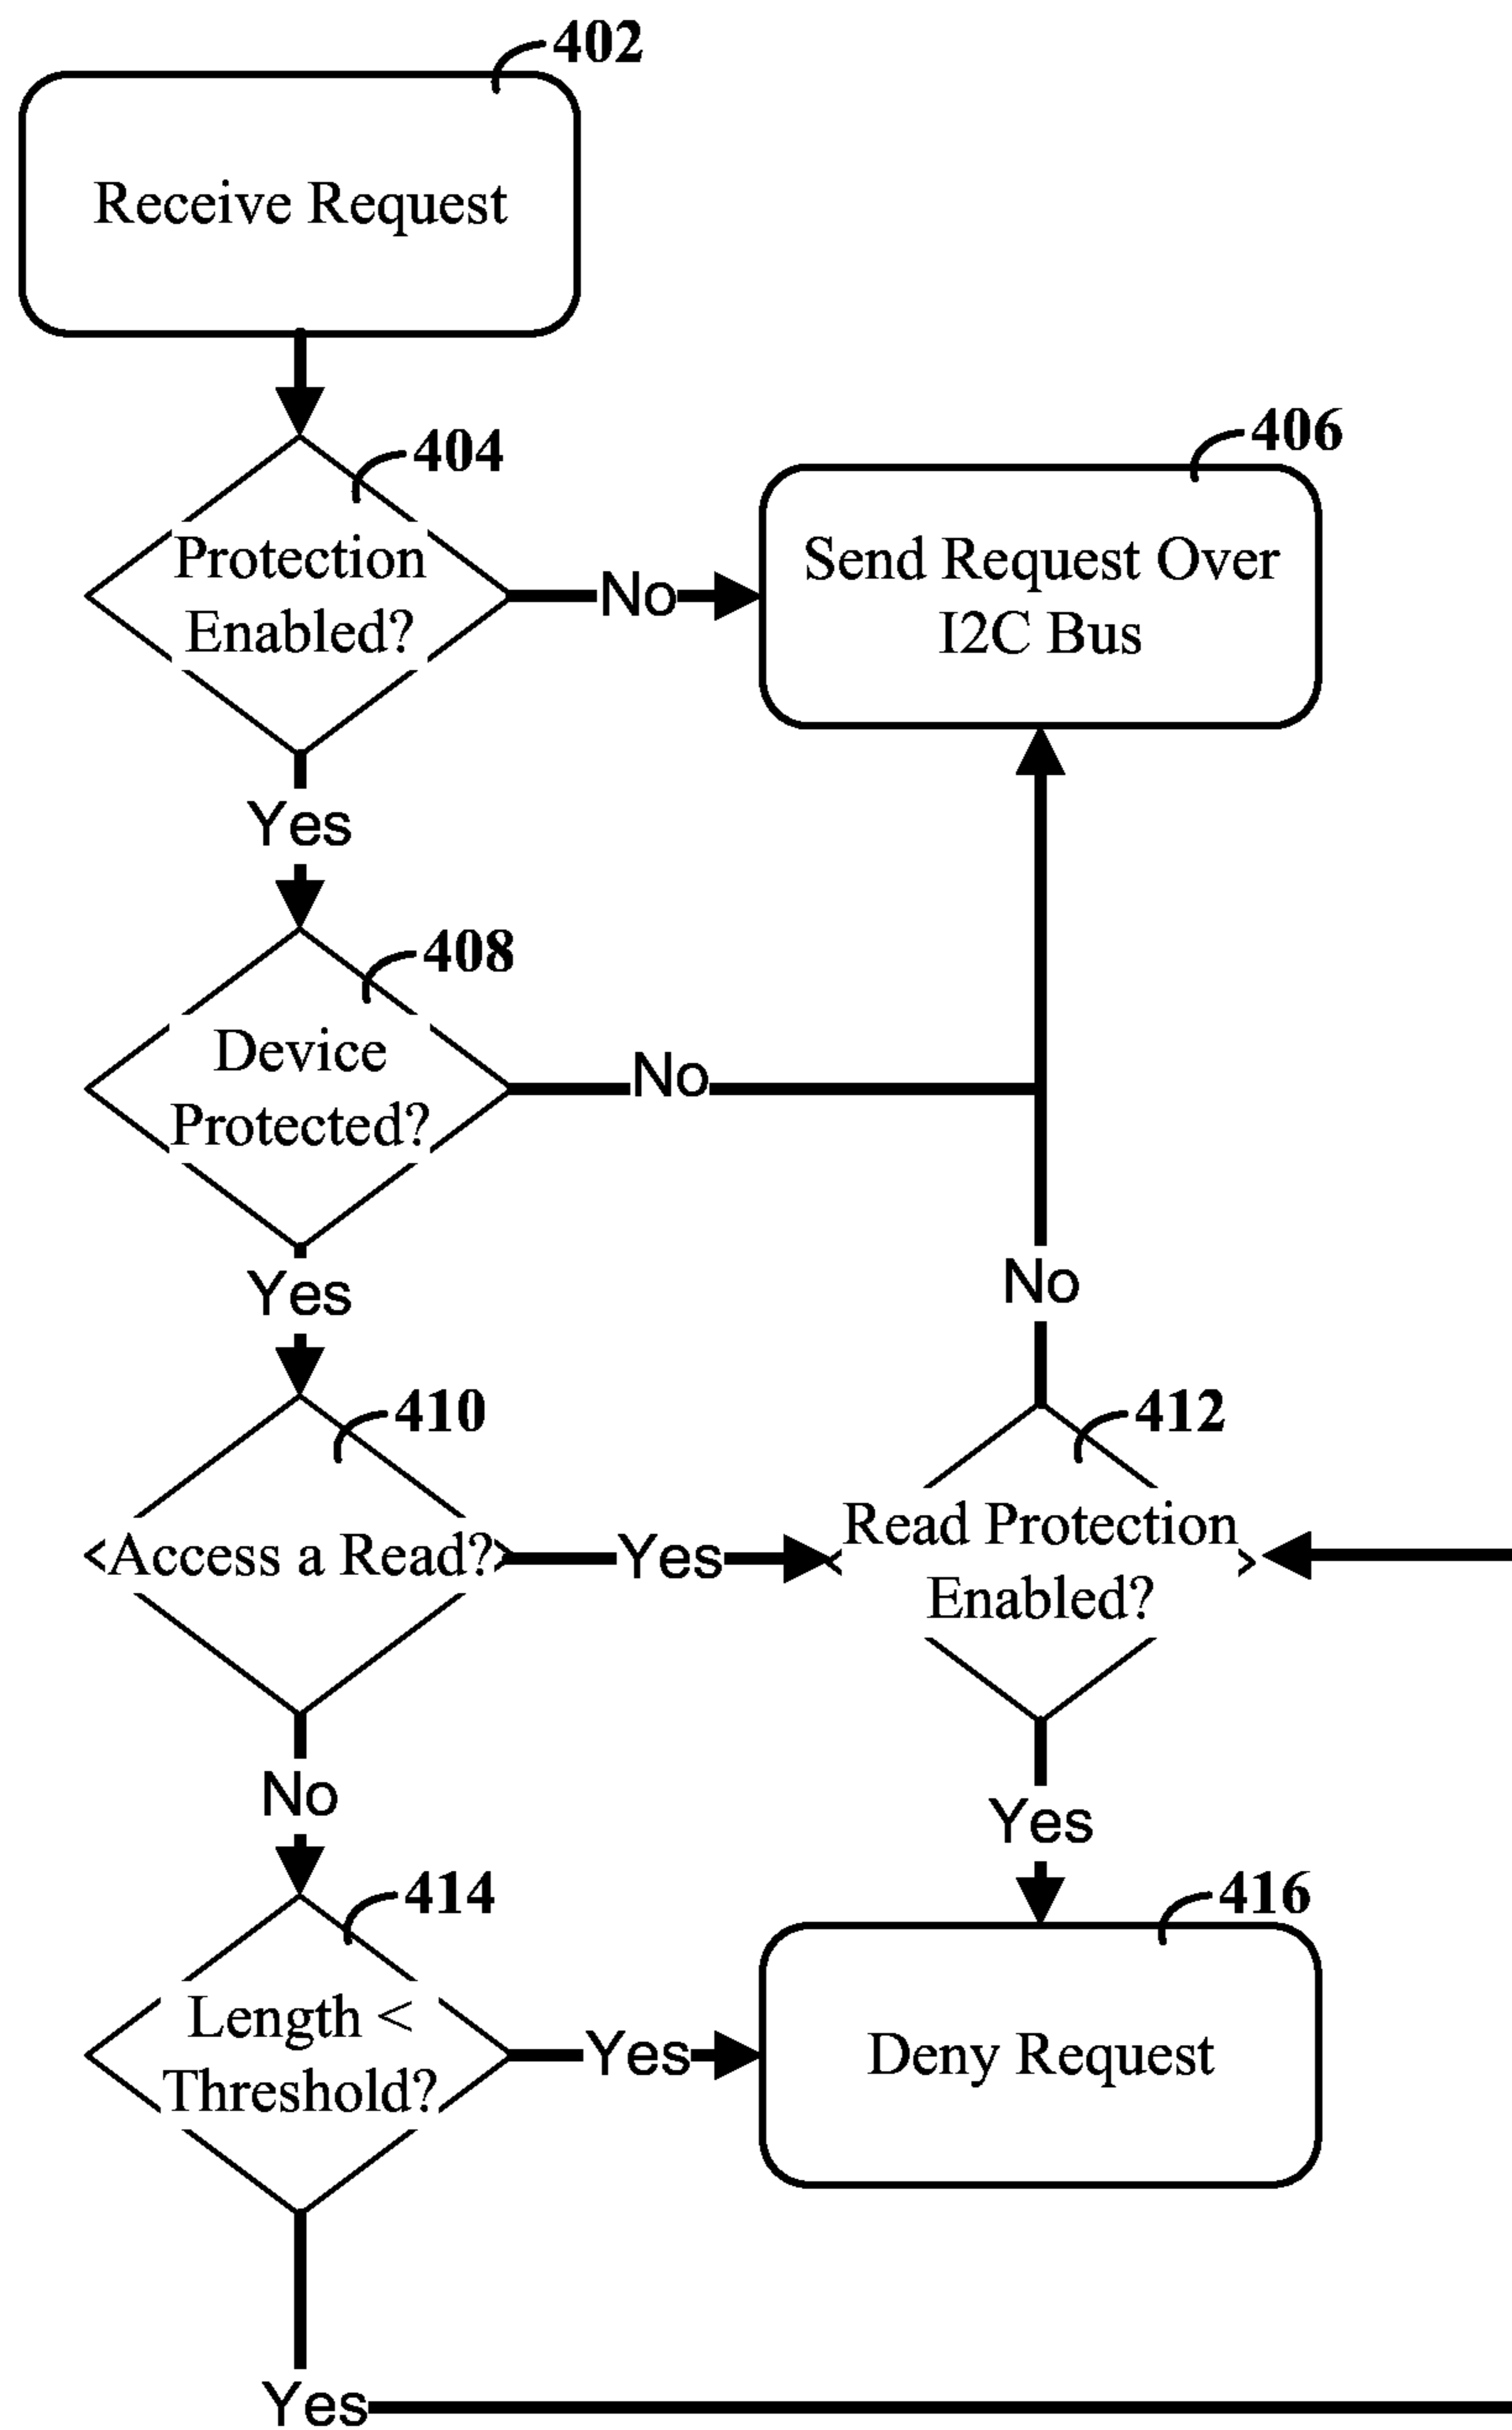 402
Receive Request
404
Protection
Enabled?
No
406
Send Request Over
I2C Bus
Yes
408
Device
Protected?
No
Yes
No
410
Access a Read?
Yes
412
Read Protection
Enabled?
No
Yes
414
Length <
Threshold?
Yes
416
Deny Request
Yes